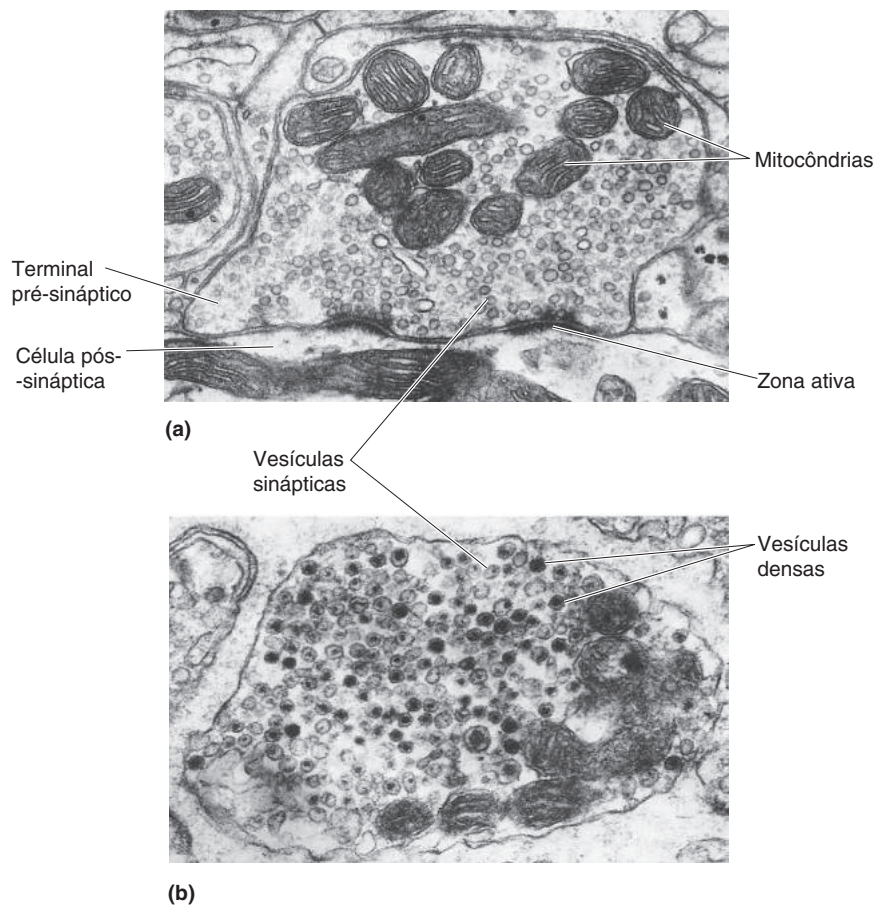 Mitocôndrias
Terminal
pré-sináptico
Célula pós-
-sináptica
Zona ativa
(a)
Vesículas
sinápticas
Vesículas
densas
(b)